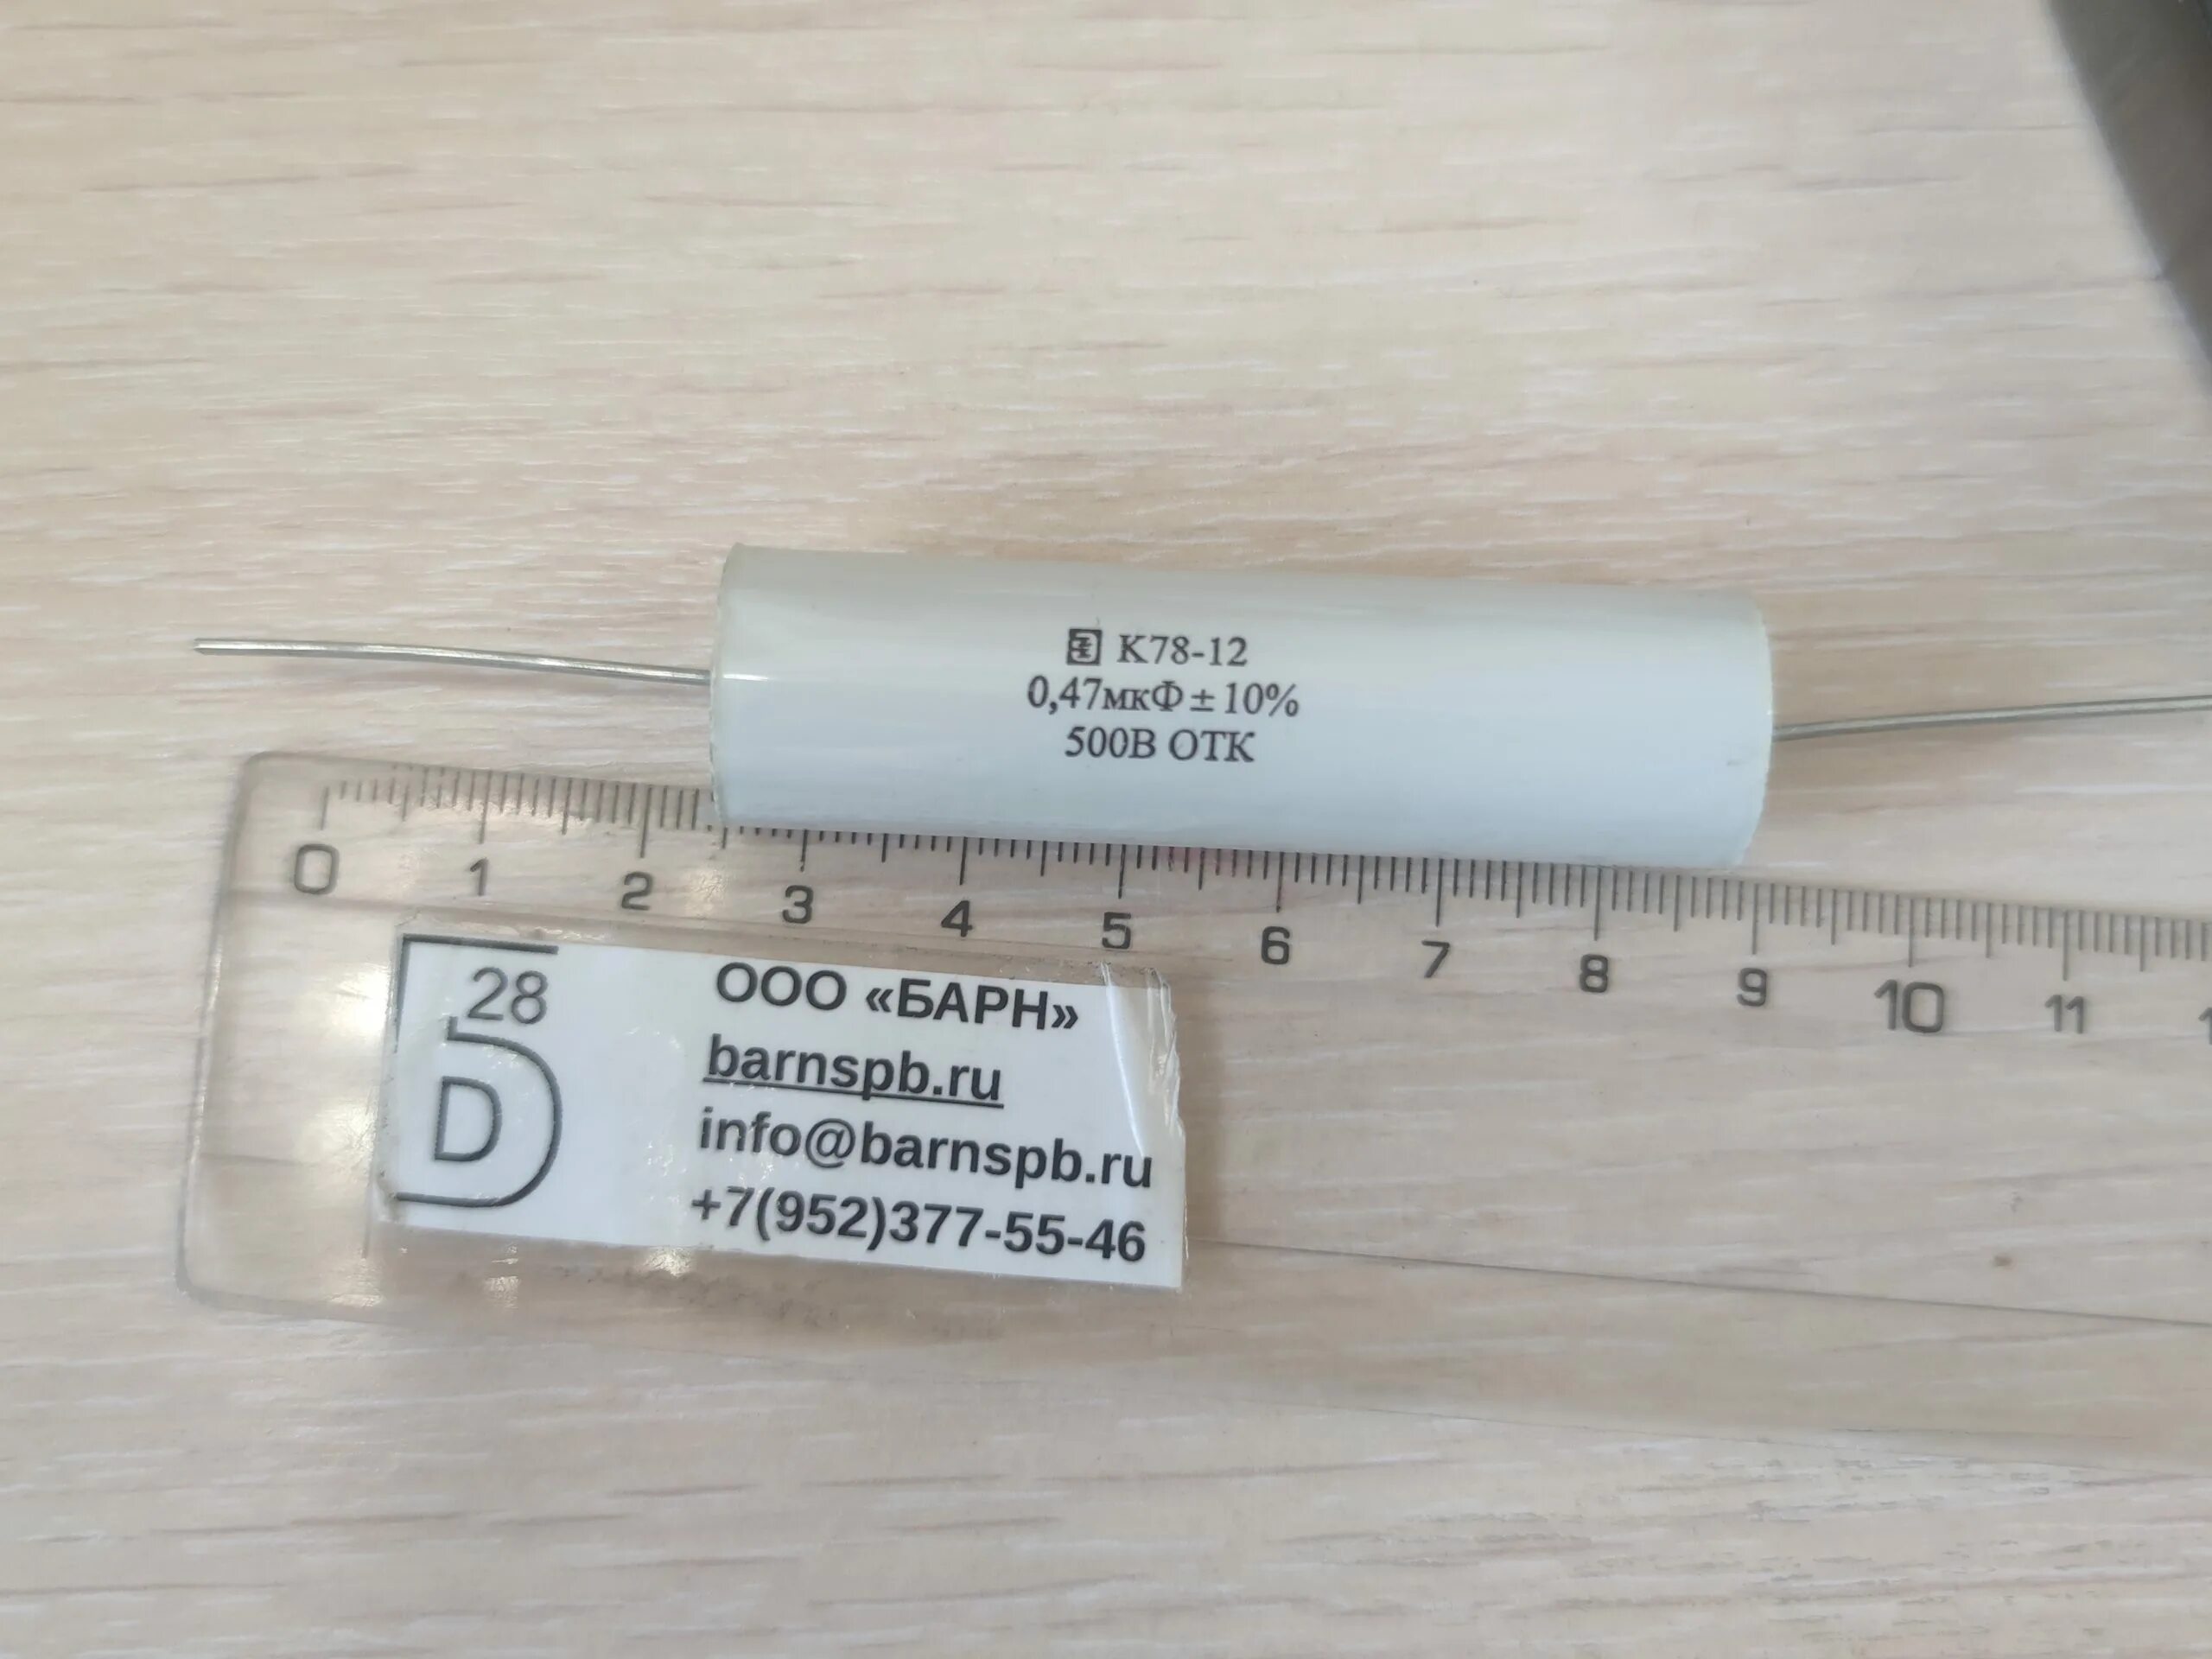 К78-12
0,47мкФ±10%
500В ОТК
0 1 2 3 4 5 6 7 8 9 10 11
28
D
ООО «БАРН»
barnspb.ru
info@barnspb.ru
+7(952)377-55-46